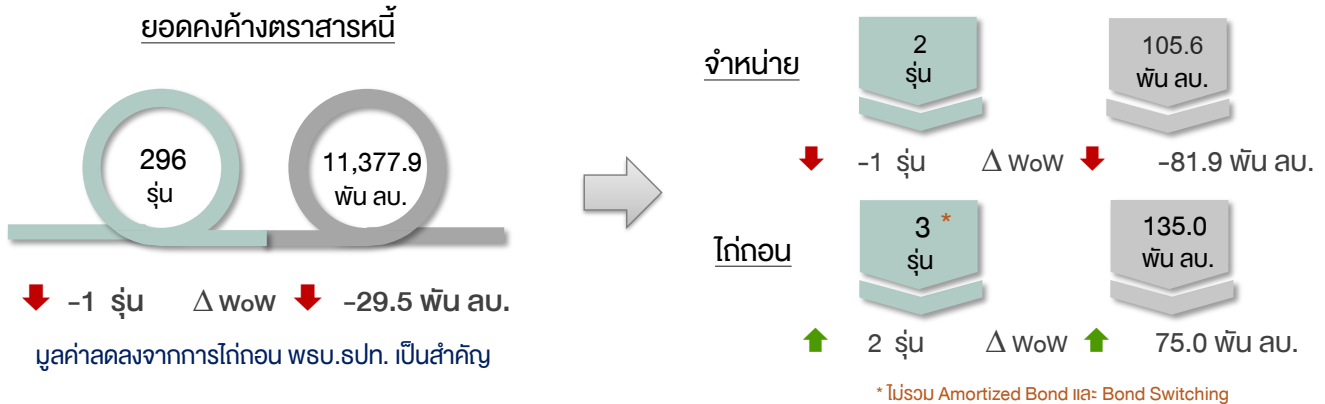 ยอดคงค้างตราสารหนี้
296
รุ่น
11,377.9
พัน ลบ.
-1 รุ่น Δ WoW -29.5 พัน ลบ.
มูลค่าลดลงจากการไถ่ถอน พธบ.ธปท. เป็นสำคัญ
จำหน่าย
2
รุ่น
105.6
พัน ลบ.
-1 รุ่น Δ WoW -81.9 พัน ลบ.
ไถ่ถอน
3 *
รุ่น
135.0
พัน ลบ.
2 รุ่น Δ WoW 75.0 พัน ลบ.
* ไม่รวม Amortized Bond และ Bond Switching